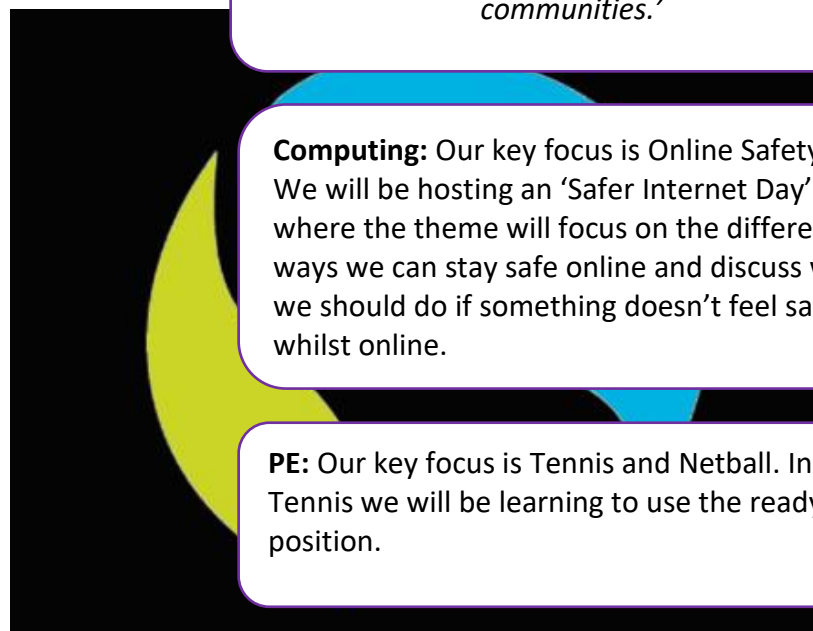 communities.'
Computing: Our key focus is Online Safety
We will be hosting an 'Safer Internet Day'
where the theme will focus on the differe
ways we can stay safe online and discuss
we should do if something doesn't feel sa
whilst online.
PE: Our key focus is Tennis and Netball. In
Tennis we will be learning to use the ready
position.